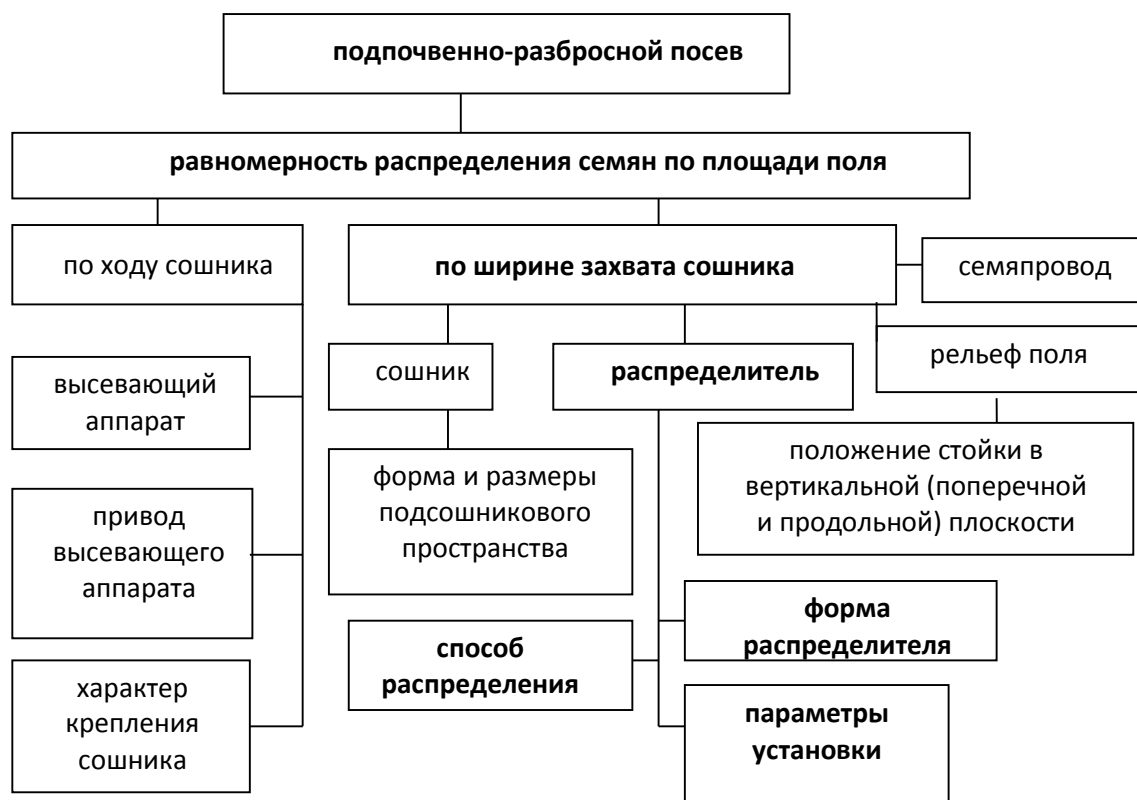 подпочвенно-разбросной посев
равномерность распределения семян по площади поля
по ходу сошника
по ширине захвата сошника
семяпровод
сошник
распределитель
рельеф поля
высевающий
аппарат
форма и размеры
подсошникового
пространства
положение стойки в
вертикальной (поперечной
и продольной) плоскости
привод
высевающего
аппарата
способ
распределения
форма
распределителя
характер
крепления
сошника
параметры
установки